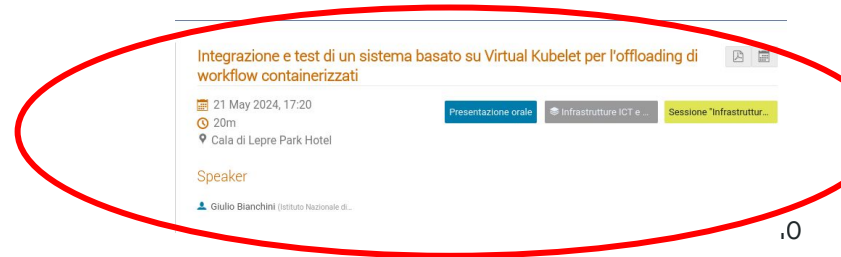 Integrazione e test di un sistema basato su Virtual Kubelet per l'offloading di
workflow containerizzati
21 May 2024, 17:20
20m
Cala di Lepre Park Hotel
Presentazione orale
Infrastrutture ICT e ...
Sessione "Infrastruttur...
Speaker
Giulio Bianchini (Istituto Nazionale di...